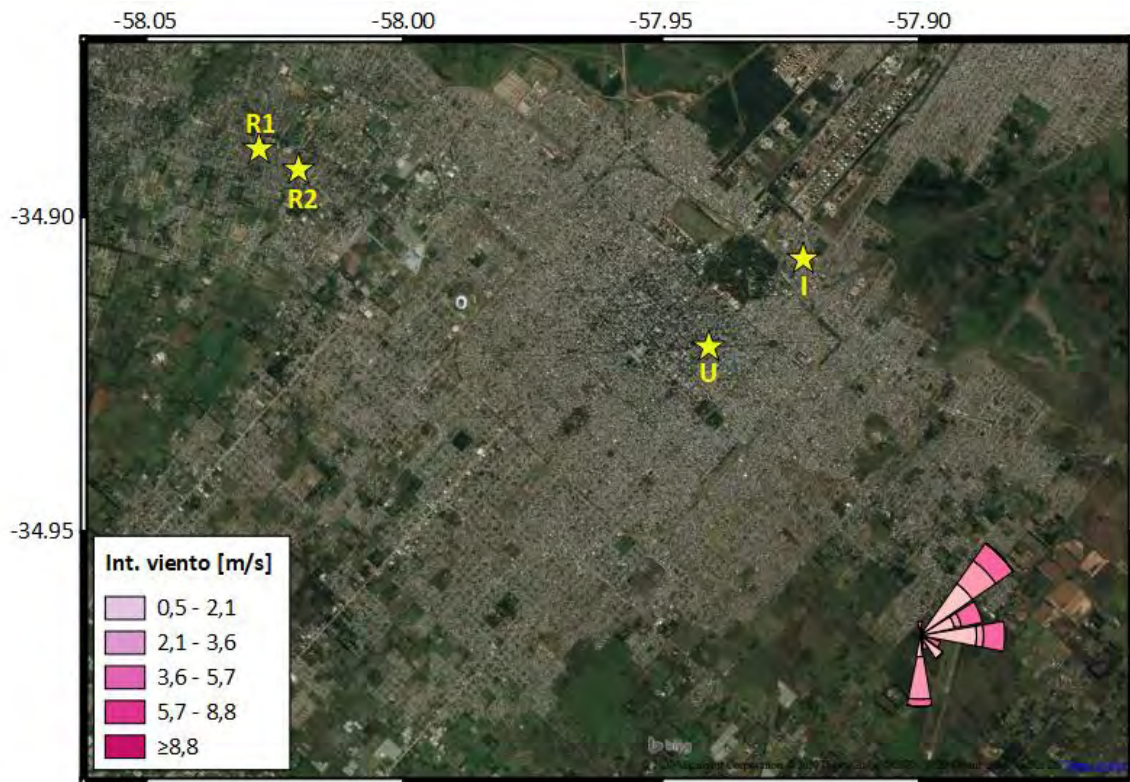 -58.05 -58.00 -57.95 -57.90
R1
R2
-34.90
I
U
-34.95
Int. viento [m/s]
0,5 - 2,1
2,1 - 3,6
3,6 - 5,7
5,7 - 8,8
≥8,8
bing